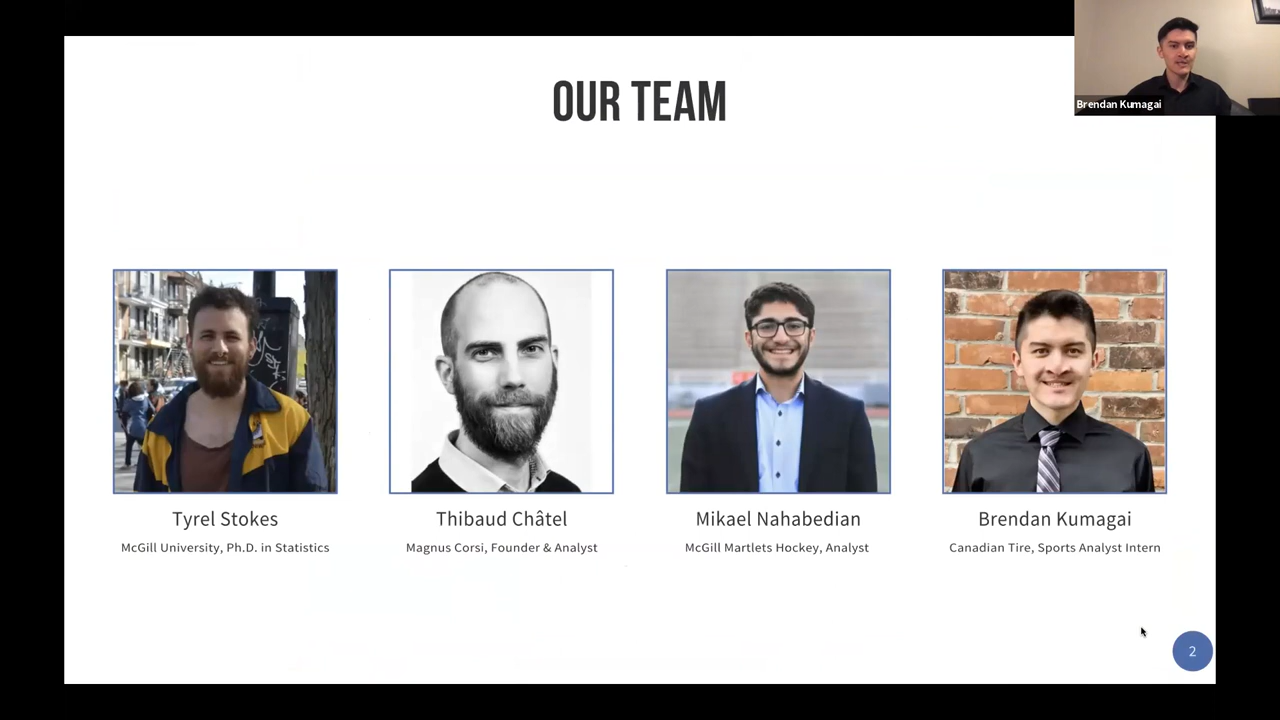 OUR TEAM
Brendan Kumagai
Tyrel Stokes
Thibaud Châtel
Mikael Nahabedian
Brendan Kumagai
McGill University, Ph.D. in Statistics
Magnus Corsi, Founder & Analyst
McGill Martlets Hockey, Analyst
Canadian Tire, Sports Analyst Intern
2